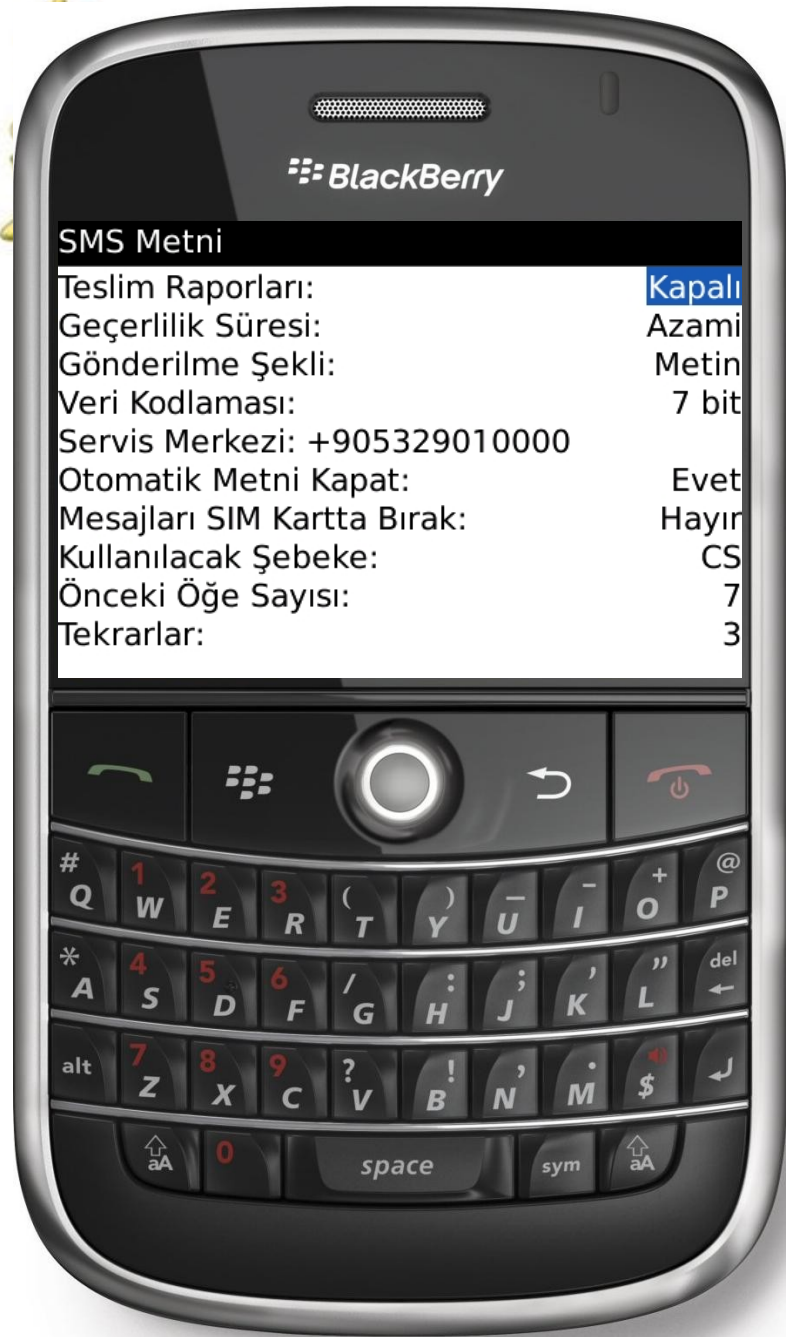 BlackBerry
SMS Metni
Teslim Raporları: Kapalı
Geçerlilik Süresi: Azami
Gönderilme Şekli: Metin
Veri Kodlaması: 7 bit
Servis Merkezi: +905329010000
Otomatik Metni Kapat: Evet
Mesajları SIM Kartta Bırak: Hayır
Kullanılacak Şebeke: CS
Önceki Öğe Sayısı: 7
Tekrarlar: 3
# 1 2 3 ( ) _ - + @
Q W E R T Y U I O P
* 4 5 6 / : ; ' " del
A S D F G H J K L
alt 7 8 9 ? ! , . 
Z X C V B N M $
aA 0 space sym aA